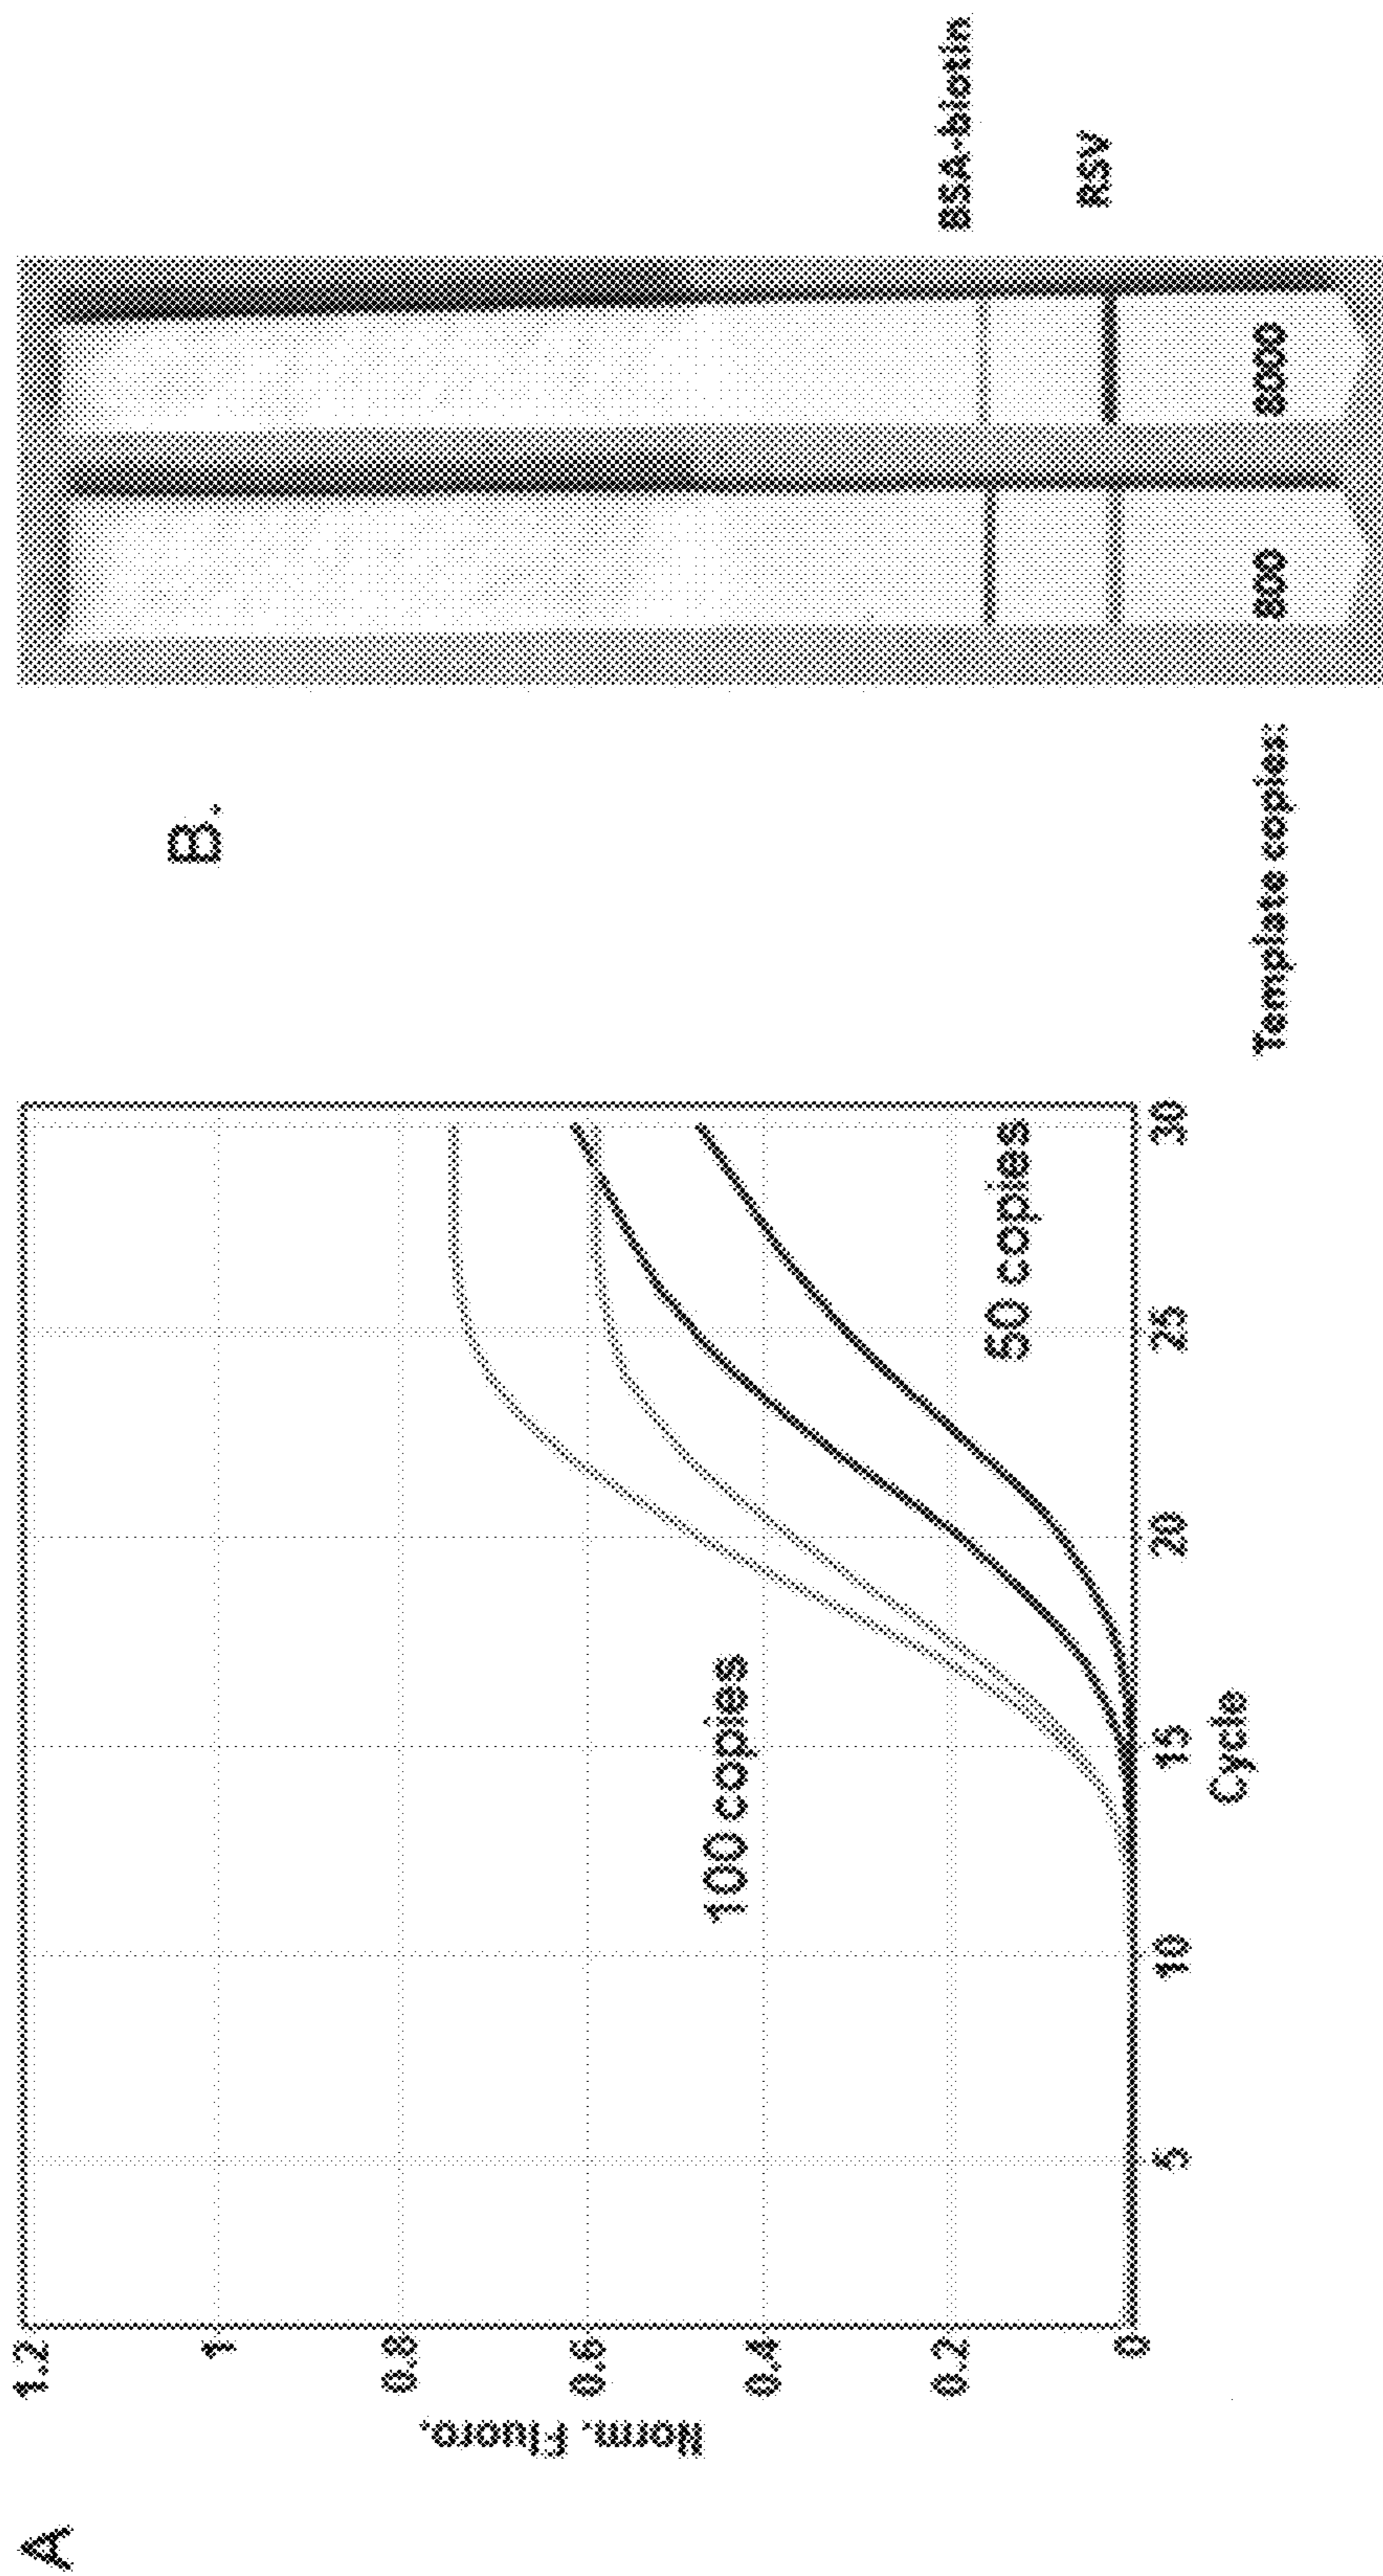 A
Norm. Fluoro.
1.2
1
0.8
0.6
0.4
0.2
0
5
10
15
20
25
30
Cycle
100 copies
50 copies
B.
BSA-biotin
RSV
Template copies:
800
8000